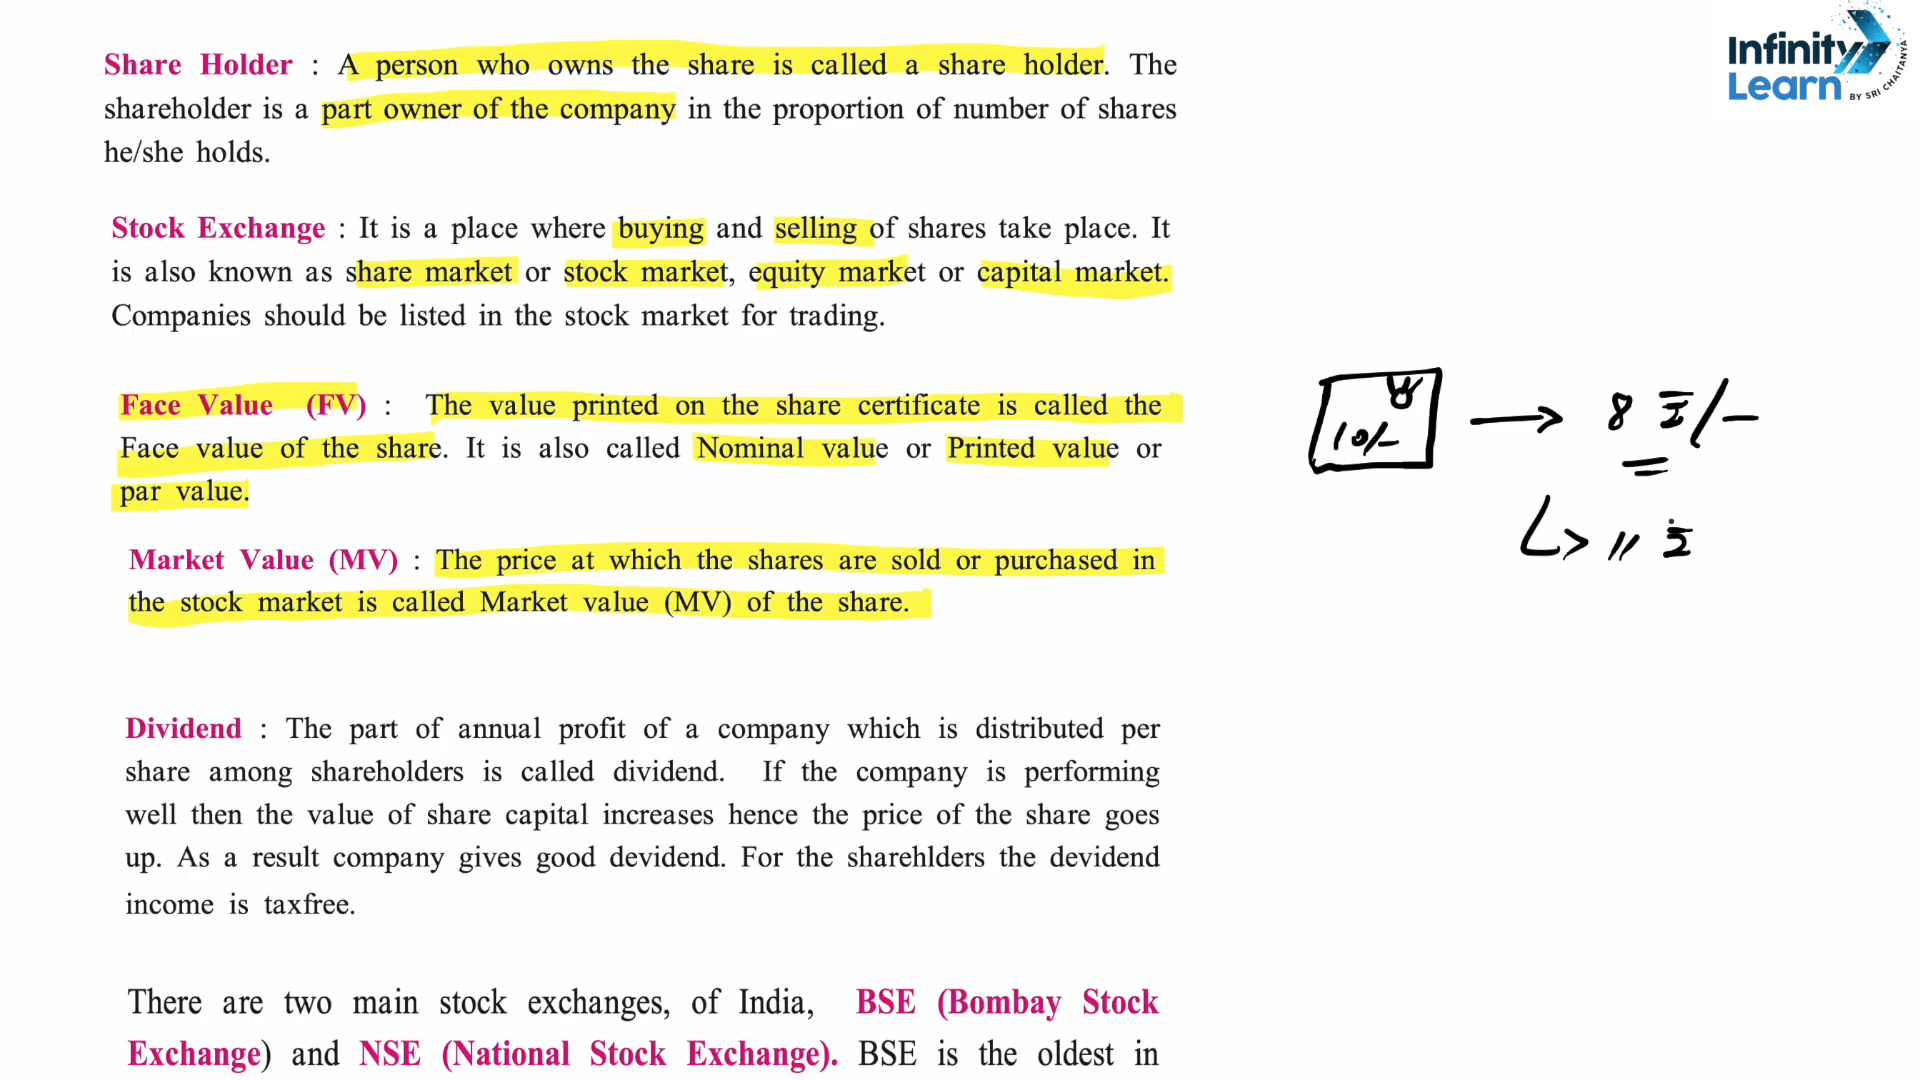 Infinity
Learn
BY SRI CHAITANYA
Share Holder : A person who owns the share is called a share holder. The
shareholder is a part owner of the company in the proportion of number of shares
he/she holds.
Stock Exchange : It is a place where buying and selling of shares take place. It
is also known as share market or stock market, equity market or capital market.
Companies should be listed in the stock market for trading.
Face Value (FV) : The value printed on the share certificate is called the
Face value of the share. It is also called Nominal value or Printed value or
par value.
10/-
8
Market Value (MV) : The price at which the shares are sold or purchased in
the stock market is called Market value (MV) of the share.
11
Dividend : The part of annual profit of a company which is distributed per
share among shareholders is called dividend. If the company is performing
well then the value of share capital increases hence the price of the share goes
up. As a result company gives good devidend. For the sharehlders the devidend
income is taxfree.
There are two main stock exchanges, of India, BSE (Bombay Stock
Exchange) and NSE (National Stock Exchange). BSE is the oldest in